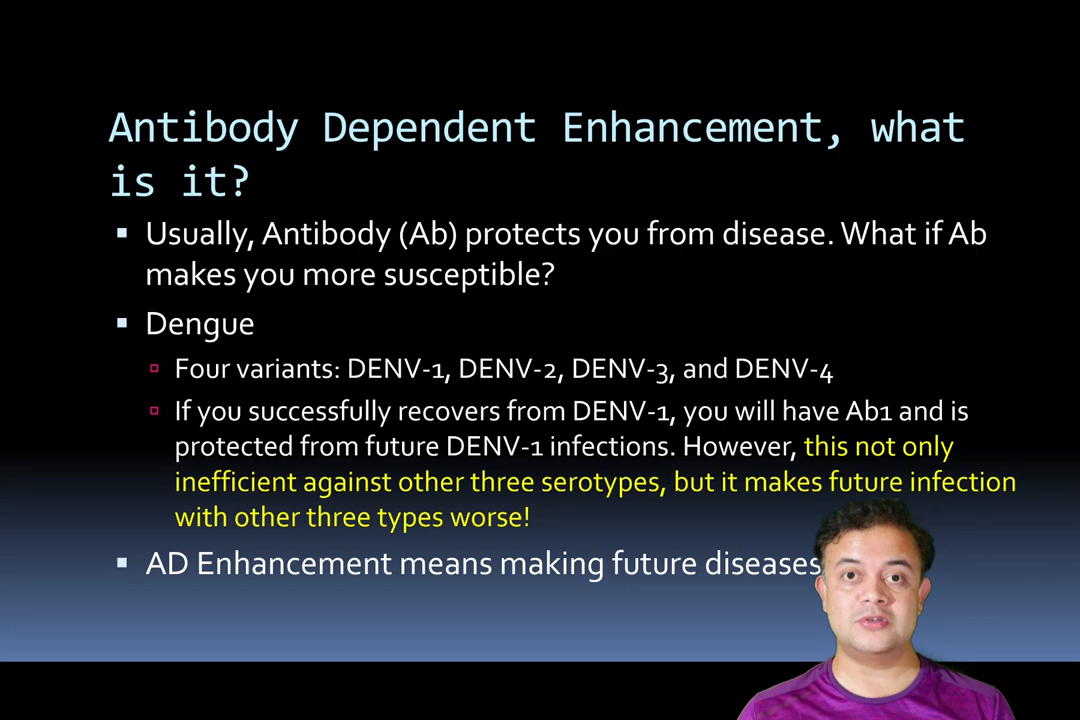 Antibody Dependent Enhancement, what
is it?
Usually, Antibody (Ab) protects you from disease. What if Ab
makes you more susceptible?
Dengue
Four variants: DENV-1, DENV-2, DENV-3, and DENV-4
If you successfully recovers from DENV-1, you will have Ab1 and is
protected from future DENV-1 infections. However, this not only
inefficient against other three serotypes, but it makes future infection
with other three types worse!
AD Enhancement means making future diseases